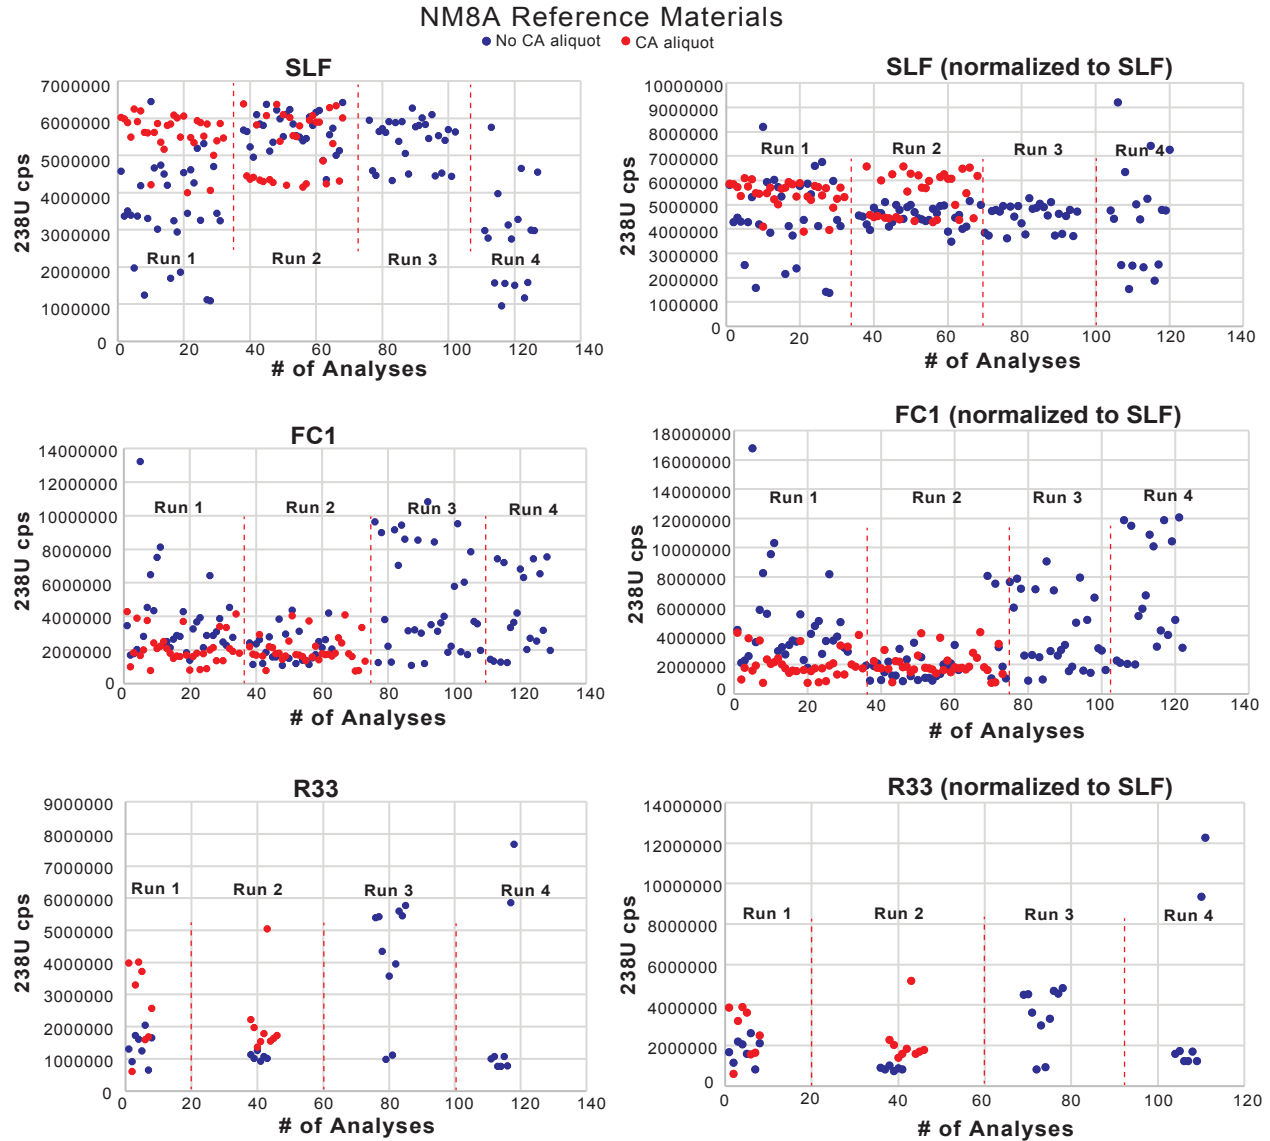 NM8A Reference Materials
No CA aliquot CA aliquot
SLF
7000000
6000000
5000000
4000000
3000000
2000000
1000000
0
238U cps
Run 1 Run 2 Run 3 Run 4
0 20 40 60 80 100 120 140
# of Analyses
SLF (normalized to SLF)
10000000
9000000
8000000
7000000
6000000
5000000
4000000
3000000
2000000
1000000
0
238U cps
Run 1 Run 2 Run 3 Run 4
0 20 40 60 80 100 120 140
# of Analyses
FC1
14000000
12000000
10000000
8000000
6000000
4000000
2000000
0
238U cps
Run 1 Run 2 Run 3 Run 4
0 20 40 60 80 100 120 140
# of Analyses
FC1 (normalized to SLF)
18000000
16000000
14000000
12000000
10000000
8000000
6000000
4000000
2000000
0
238U cps
Run 1 Run 2 Run 3 Run 4
0 20 40 60 80 100 120 140
# of Analyses
R33
9000000
8000000
7000000
6000000
5000000
4000000
3000000
2000000
1000000
0
238U cps
Run 1 Run 2 Run 3 Run 4
0 20 40 60 80 100 120 140
# of Analyses
R33 (normalized to SLF)
14000000
12000000
10000000
8000000
6000000
4000000
2000000
0
238U cps
Run 1 Run 2 Run 3 Run 4
0 20 40 60 80 100 120
# of Analyses